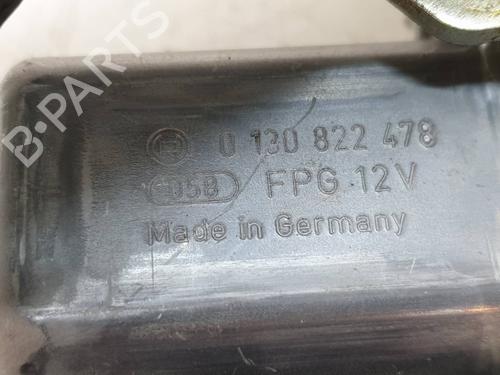 0 130 822 478
058 FPG 12V
Made in Germany
B-PARTS